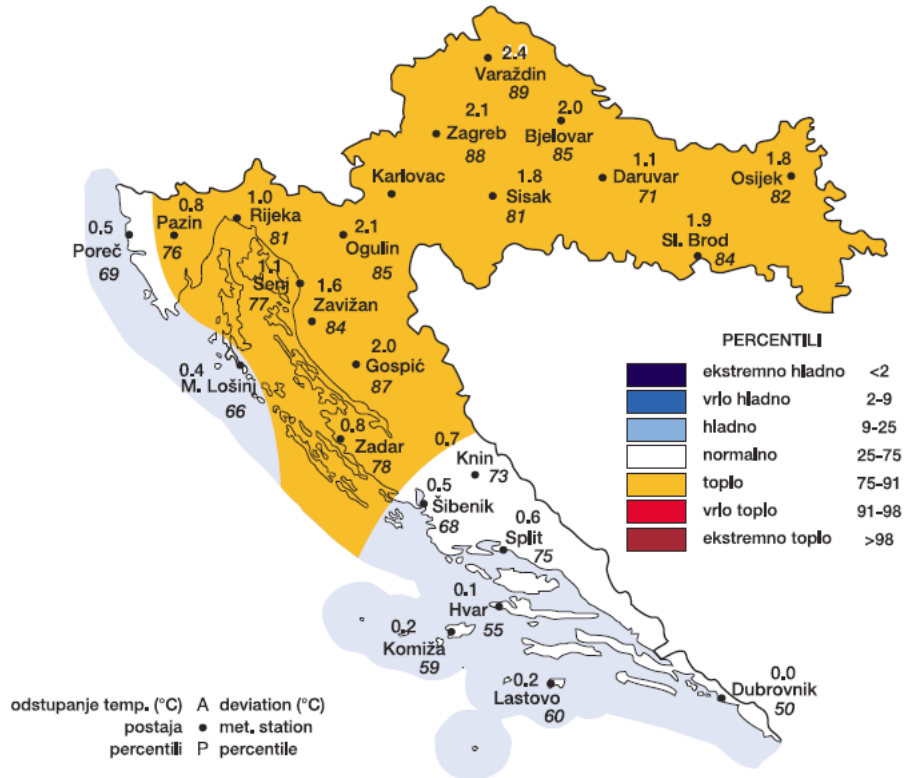 2.4
Varaždin
89
2.1
Zagreb
88
2.0
Bjelovar
85
Karlovac
1.8
Sisak
81
1.1
Daruvar
71
1.8
Osijek
82
1.9
Sl. Brod
84
0.5
Poreč
69
0.8
Pazin
76
1.0
Rijeka
81
2.1
Ogulin
85
1.1
Senj
77
1.6
Zavižan
84
2.0
Gospić
87
0.4
M. Lošinj
66
0.8
Zadar
78
0.7
Knin
73
0.5
Šibenik
68
0.6
Split
75
0.1
Hvar
55
0.2
Komiža
59
0.2
Lastovo
60
0.0
Dubrovnik
50
PERCENTILI
ekstremno hladno <2
vrlo hladno 2-9
hladno 9-25
normalno 25-75
toplo 75-91
vrlo toplo 91-98
ekstremno toplo >98
odstupanje temp. (°C) A deviation (°C)
postaja ● met. station
percentili P percentile